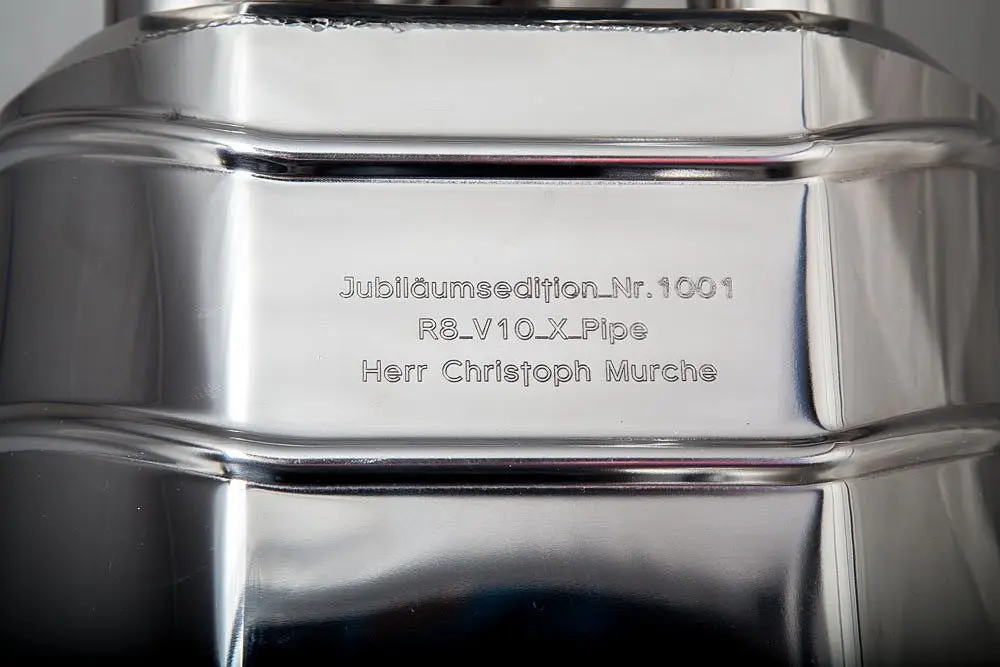 Jubiläumsedition_Nr.1001
R8_V10_X_Pipe
Herr Christoph Murche